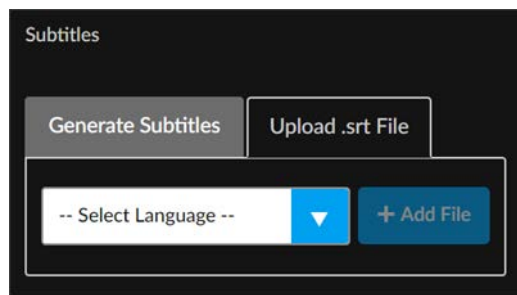 Subtitles
Generate Subtitles
Upload .srt File
-- Select Language --
+ Add File